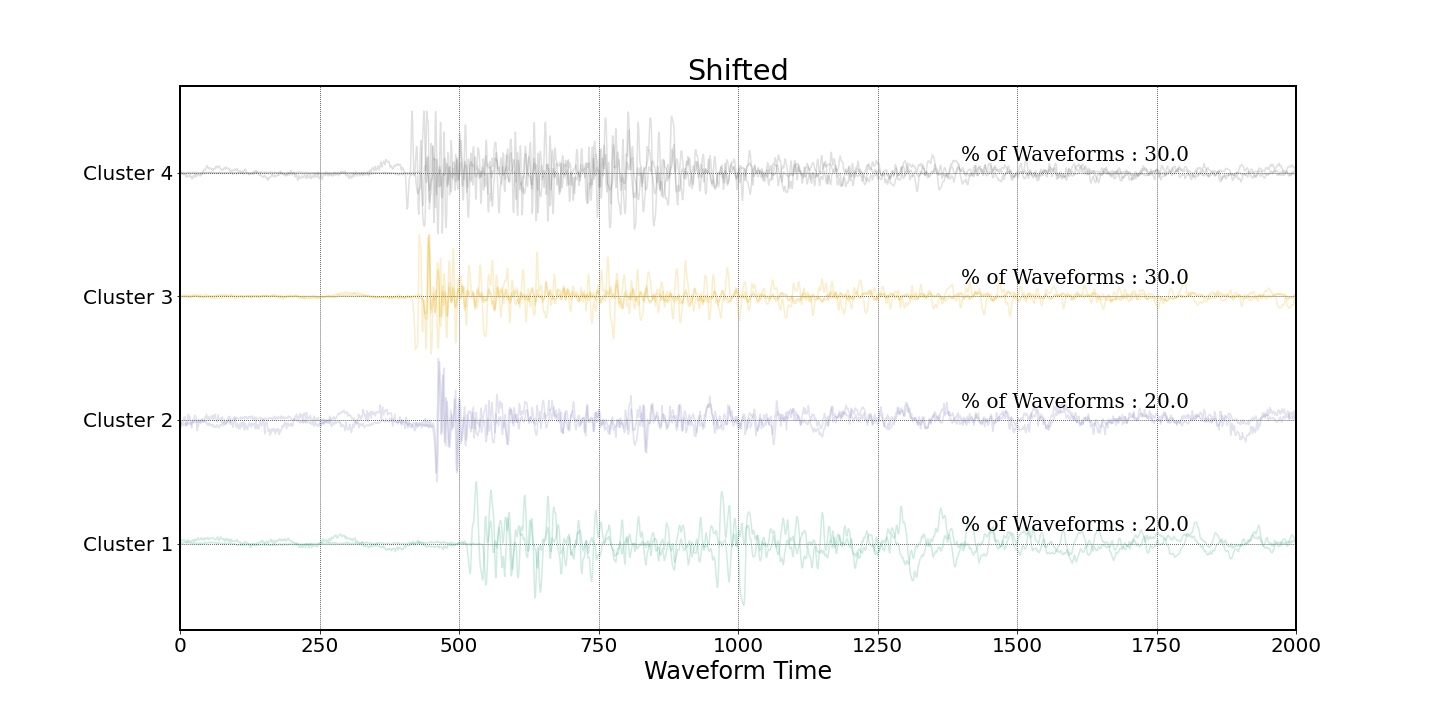 Shifted
Cluster 4
% of Waveforms : 30.0
Cluster 3
% of Waveforms : 30.0
Cluster 2
% of Waveforms : 20.0
Cluster 1
% of Waveforms : 20.0
0 250 500 750 1000 1250 1500 1750 2000
Waveform Time